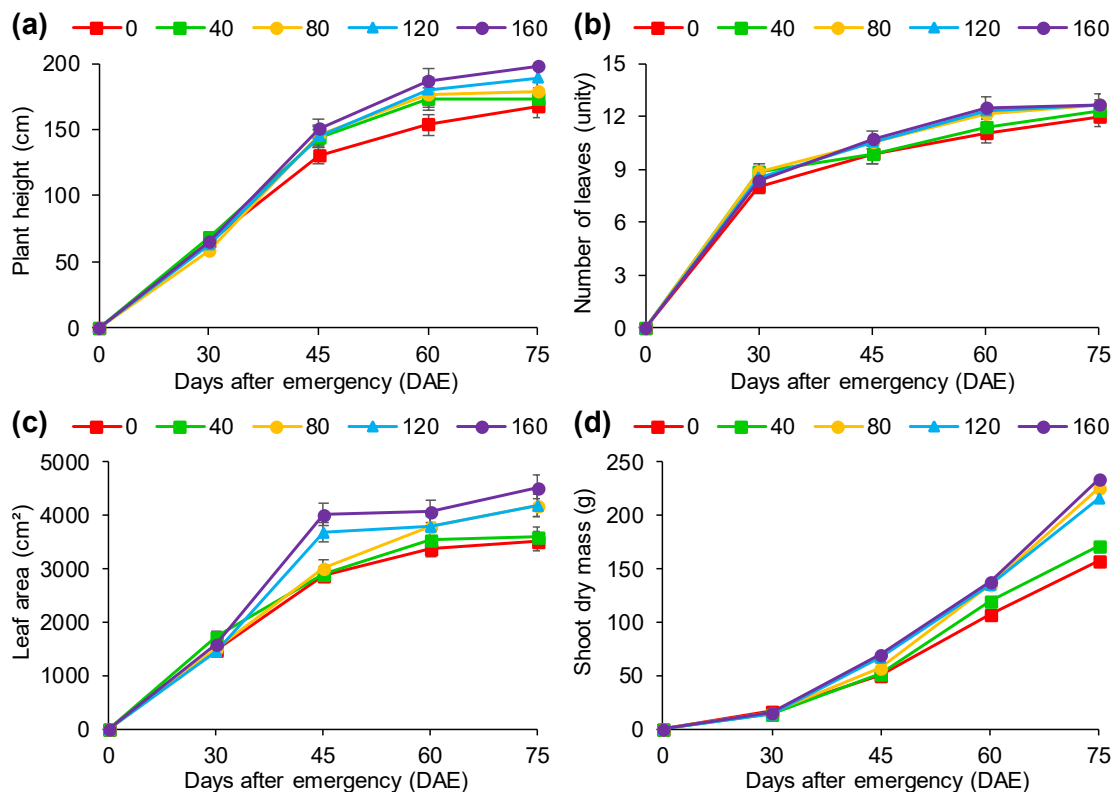 (a) 0 40 80 120 160
Plant height (cm)
200
150
100
50
0
0 30 45 60 75
Days after emergency (DAE)
(b) 0 40 80 120 160
Number of leaves (unity)
15
12
9
6
3
0
0 30 45 60 75
Days after emergency (DAE)
(c) 0 40 80 120 160
Leaf area (cm²)
5000
4000
3000
2000
1000
0
0 30 45 60 75
Days after emergency (DAE)
(d) 0 40 80 120 160
Shoot dry mass (g)
250
200
150
100
50
0
0 30 45 60 75
Days after emergency (DAE)